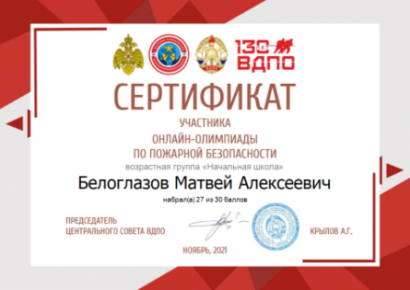 130
ВДПО
СЕРТИФИКАТ
УЧАСТНИКА
ОНЛАЙН-ОЛИМПИАДЫ
ПО ПОЖАРНОЙ БЕЗОПАСНОСТИ
возрастная группа «Начальная школа»
Белоглазов Матвей Алексеевич
набрал(а) 27 из 30 баллов
ПРЕДСЕДАТЕЛЬ
ЦЕНТРАЛЬНОГО СОВЕТА ВДПО
КРЫЛОВ А.Г.
НОЯБРЬ, 2021